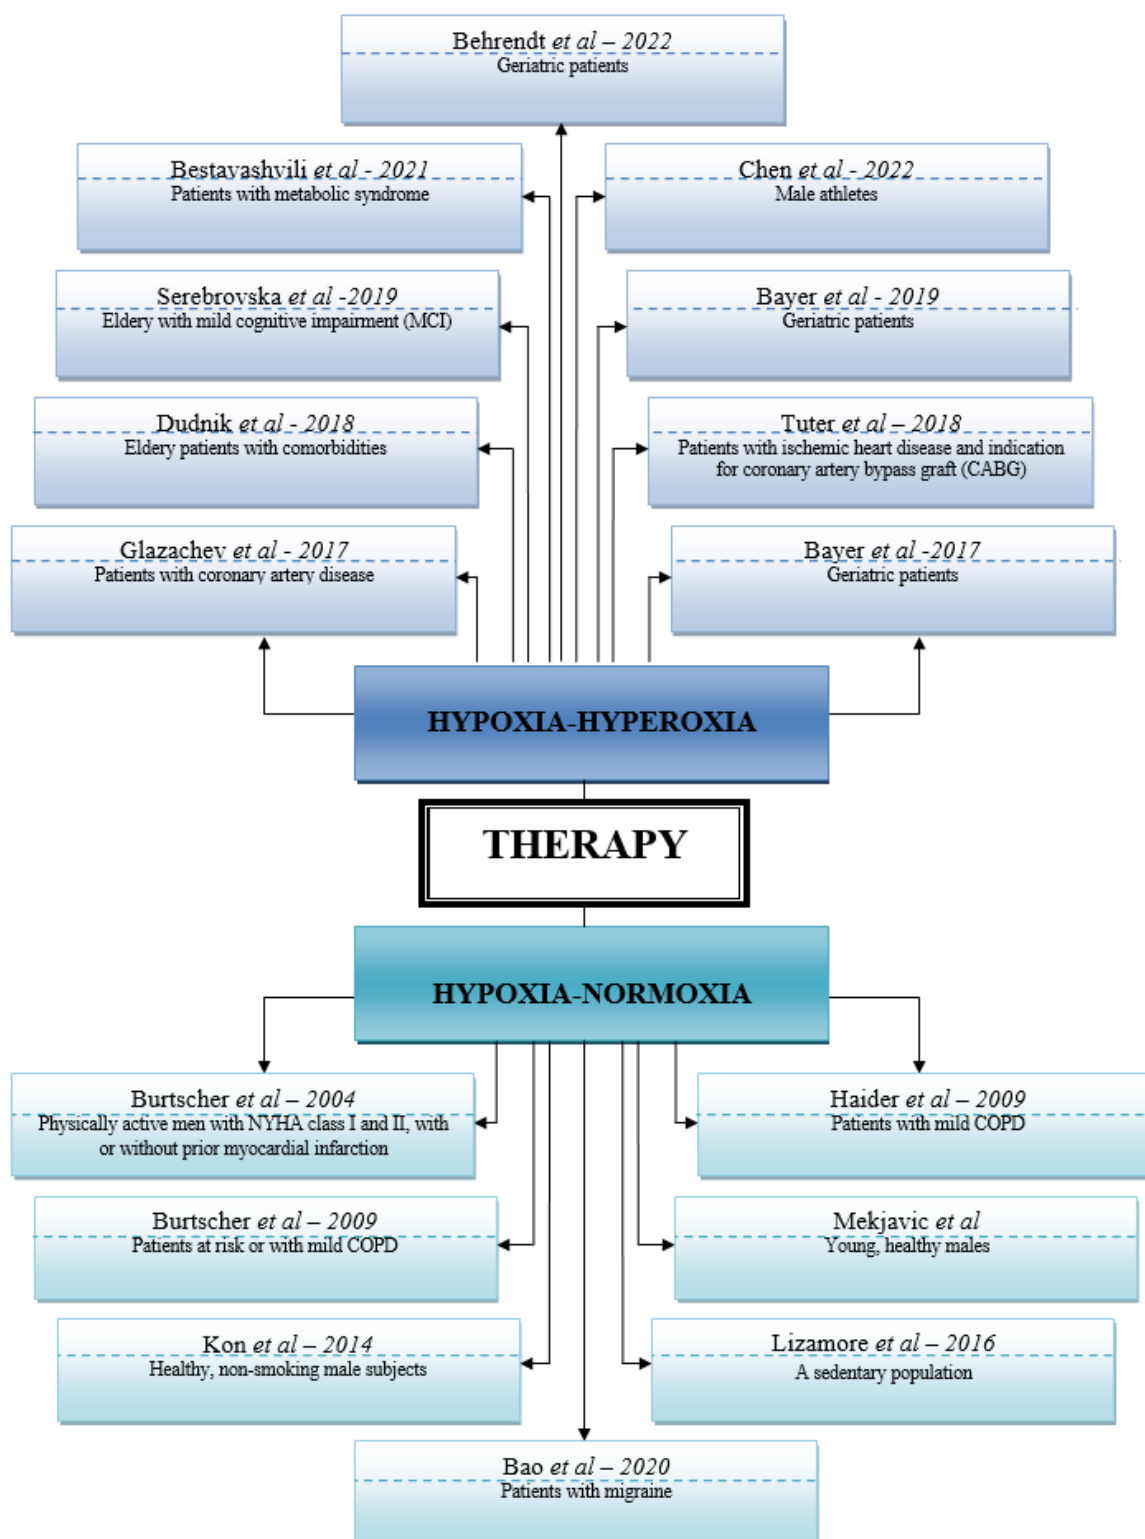 Behrendt et al – 2022
Geriatric patients
Bestavashvili et al - 2021
Patients with metabolic syndrome
Chen et al - 2022
Male athletes
Serebrovska et al -2019
Eldery with mild cognitive impairment (MCI)
Bayer et al - 2019
Geriatric patients
Dudnik et al - 2018
Eldery patients with comorbidities
Tuter et al – 2018
Patients with ischemic heart disease and indication
for coronary artery bypass graft (CABG)
Glazachev et al - 2017
Patients with coronary artery disease
Bayer et al -2017
Geriatric patients
HYPOXIA-HYPEROXIA
THERAPY
HYPOXIA-NORMOXIA
Burtscher et al – 2004
Physically active men with NYHA class I and II, with
or without prior myocardial infarction
Haider et al – 2009
Patients with mild COPD
Burtscher et al – 2009
Patients at risk or with mild COPD
Mekjavic et al
Young, healthy males
Kon et al – 2014
Healthy, non-smoking male subjects
Lizamore et al – 2016
A sedentary population
Bao et al – 2020
Patients with migraine